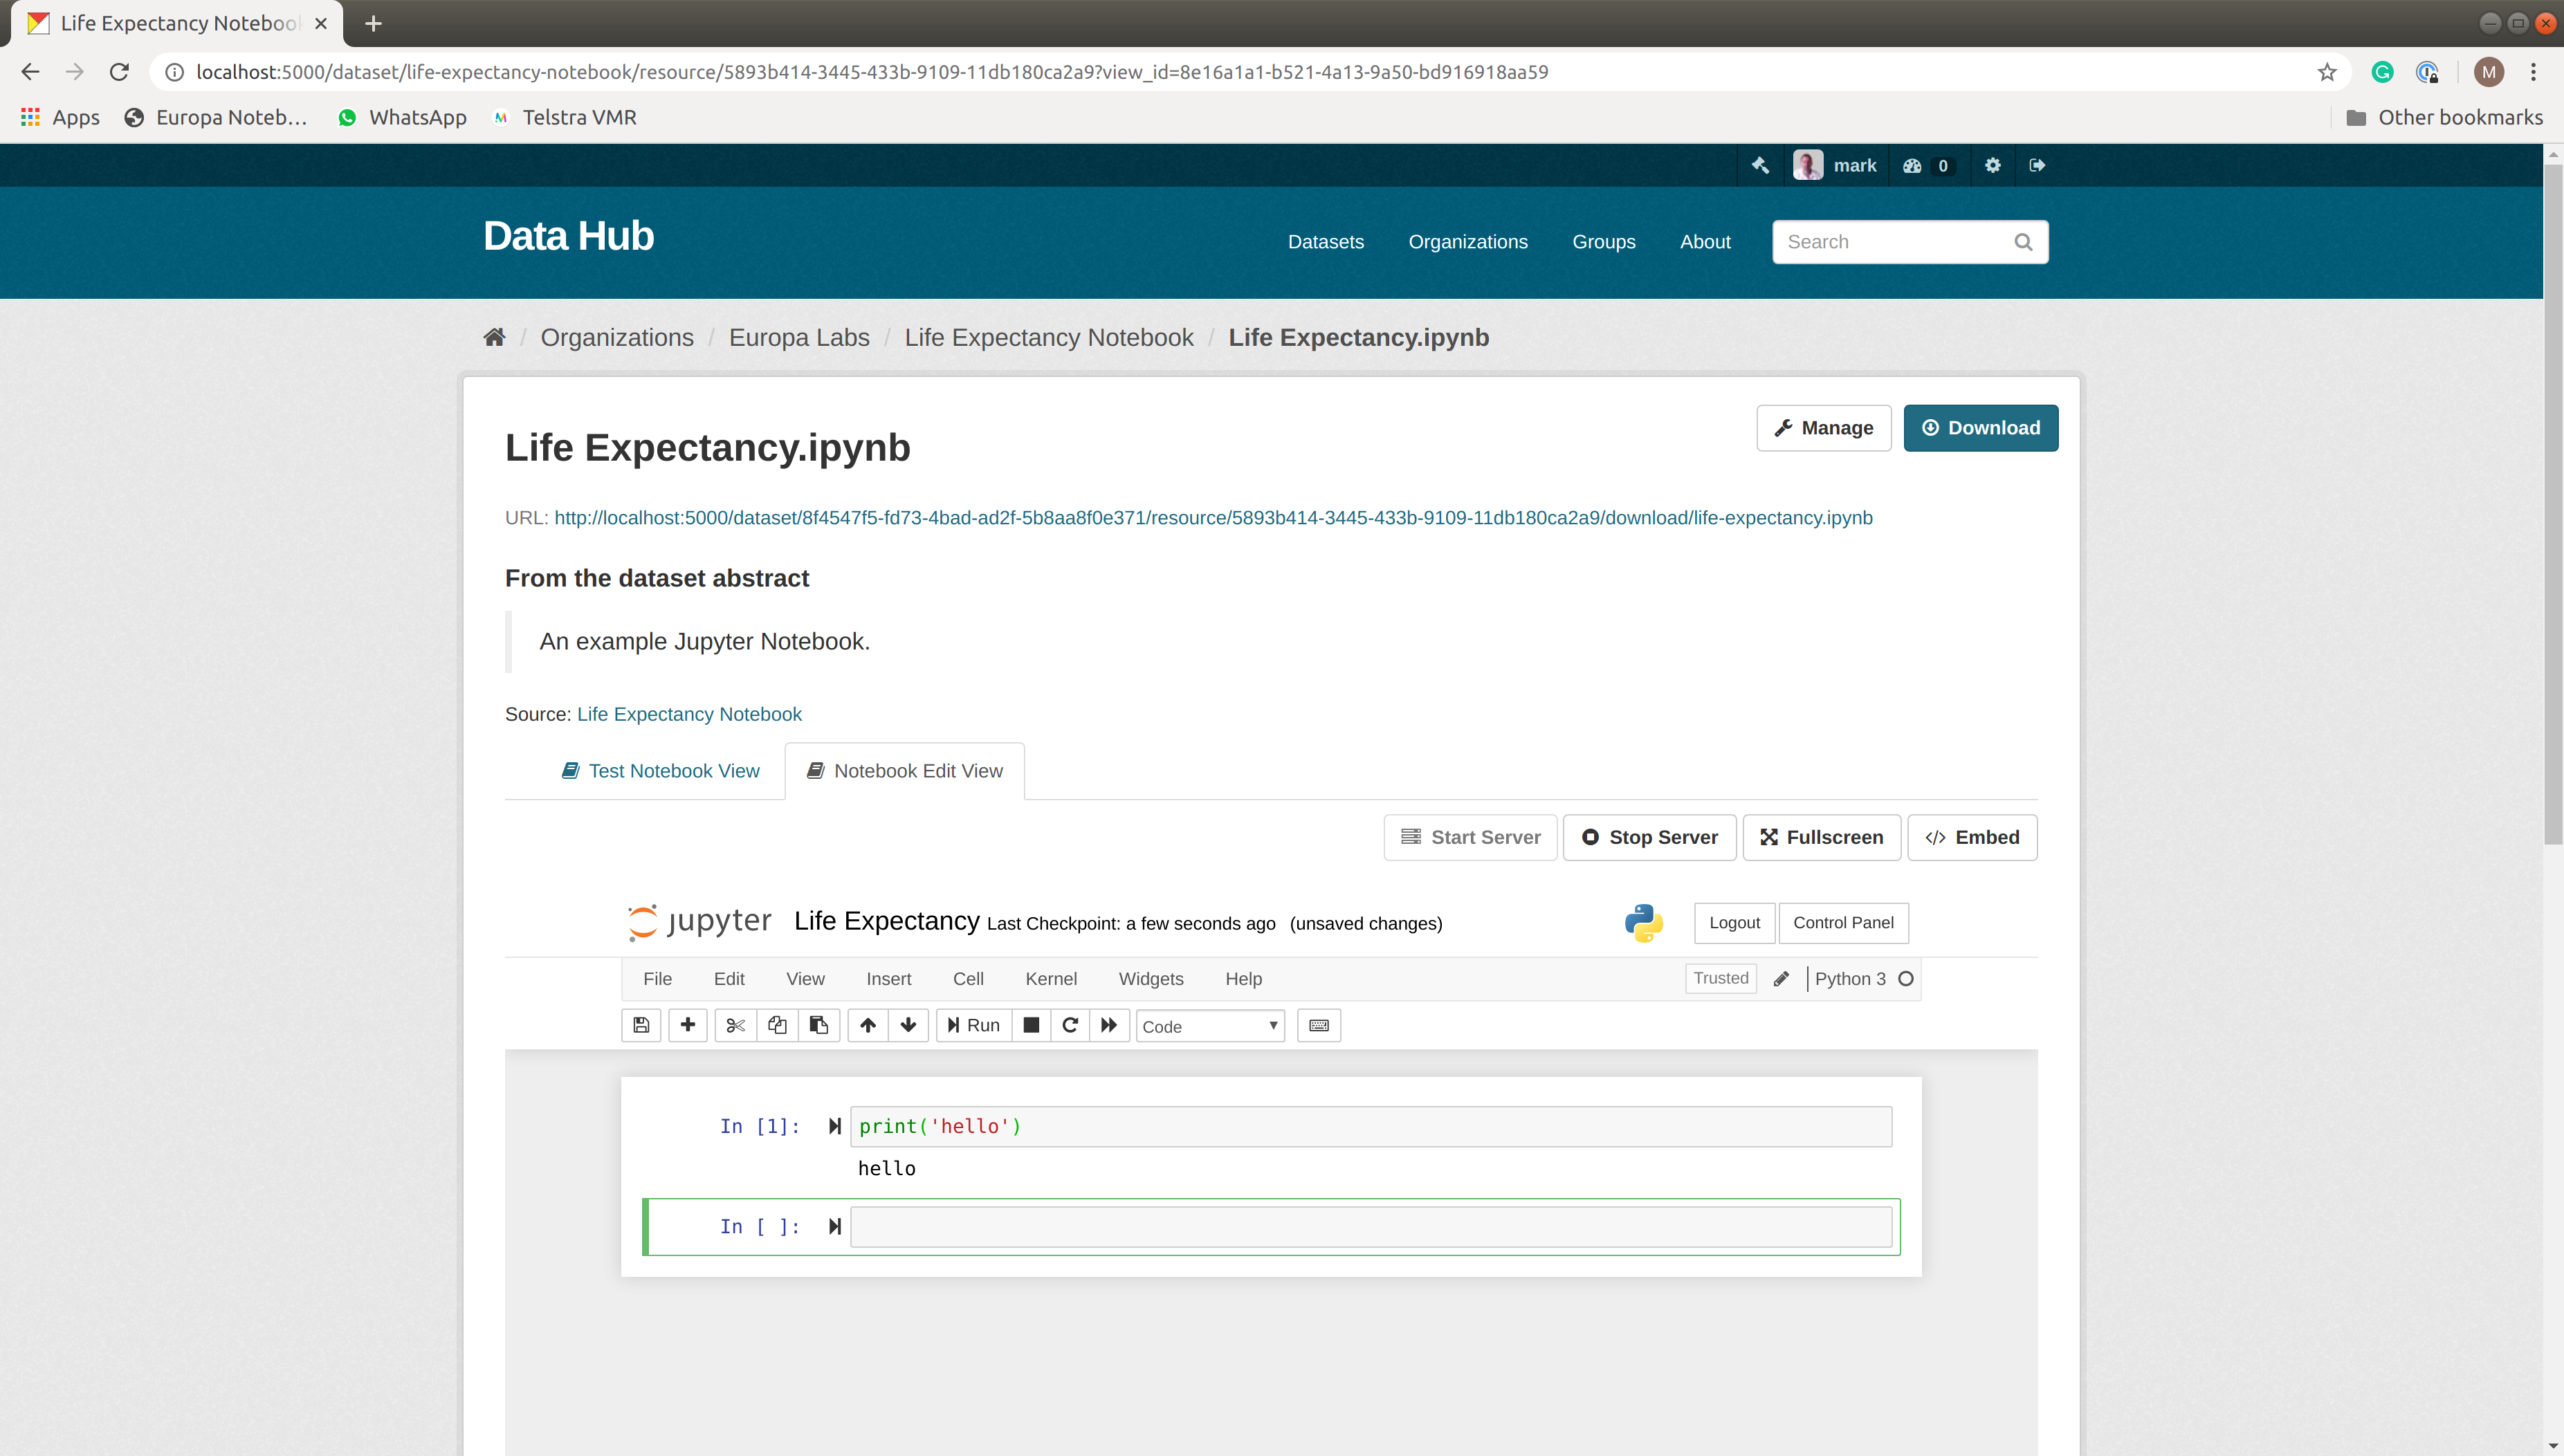 Life Expectancy Noteboo
localhost:5000/dataset/life-expectancy-notebook/resource/5893b414-3445-433b-9109-11db180ca2a9?view_id=8e16a1a1-b521-4a13-9a50-bd916918aa59
M
Apps Europa Noteb… WhatsApp Telstra VMR Other bookmarks
mark 0
Data Hub Datasets Organizations Groups About Search
/ Organizations / Europa Labs / Life Expectancy Notebook / Life Expectancy.ipynb
Manage Download
Life Expectancy.ipynb
URL: http://localhost:5000/dataset/8f4547f5-fd73-4bad-ad2f-5b8aa8f0e371/resource/5893b414-3445-433b-9109-11db180ca2a9/download/life-expectancy.ipynb
From the dataset abstract
An example Jupyter Notebook.
Source: Life Expectancy Notebook
Test Notebook View Notebook Edit View
Start Server Stop Server Fullscreen </> Embed
jupyter Life Expectancy Last Checkpoint: a few seconds ago (unsaved changes) Logout Control Panel
File Edit View Insert Cell Kernel Widgets Help Trusted Python 3
Run Code
In [1]: print('hello')
hello
In [ ]: